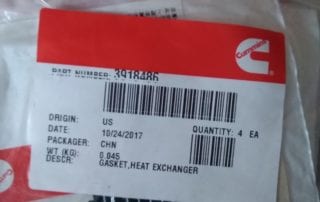 Cummins
PART NUMBER: 3918486
ORIGIN: US
DATE: 10/24/2017 QUANTITY: 4 EA
PACKAGER: CHN
WT (KG): 0.045
DESCR: GASKET,HEAT EXCHANGER